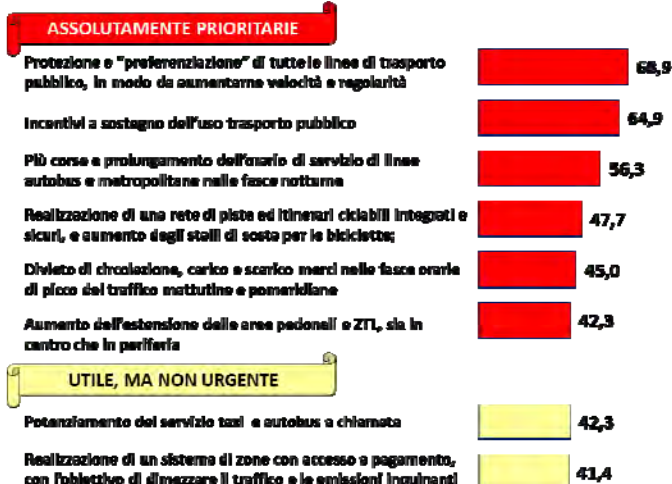 ASSOLUTAMENTE PRIORITARIE
Protezione e "preferenziazione" di tutte le linee di trasporto
pubblico, in modo da aumentarne velocità e regolarità
68,9
Incentivi a sostegno dell'uso trasporto pubblico
64,9
Più corse e prolungamento dell'orario di servizio di linee
autobus e metropolitane nelle fasce notturne
56,3
Realizzazione di una rete di piste ed itinerari ciclabili integrati e
sicuri, e aumento degli stalli di sosta per le biciclette;
47,7
Divieto di circolazione, carico e scarico merci nelle fasce orarie
di picco del traffico mattutine e pomeridiane
45,0
Aumento dell'estensione delle aree pedonali e ZTL, sia in
centro che in periferia
42,3
UTILE, MA NON URGENTE
Potenziamento del servizio taxi e autobus a chiamata
42,3
Realizzazione di un sistema di zone con accesso a pagamento,
con l'obiettivo di dimezzare il traffico e le emissioni inquinanti
41,4